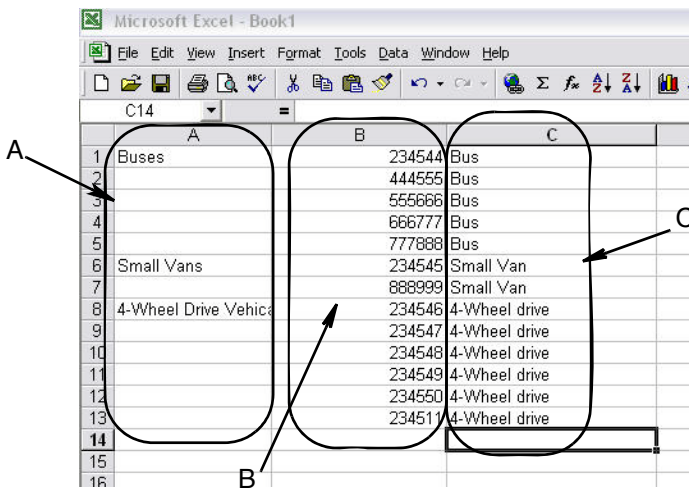 Microsoft Excel - Book1
File Edit View Insert Format Tools Data Window Help
ABC Σ fx A Z Z A
C14 =
A B C
1 Buses 234544 Bus
2 444555 Bus
3 555666 Bus
4 666777 Bus
5 777888 Bus
6 Small Vans 234545 Small Van
7 888999 Small Van
8 4-Wheel Drive Vehica 234546 4-Wheel drive
9 234547 4-Wheel drive
10 234548 4-Wheel drive
11 234549 4-Wheel drive
12 234550 4-Wheel drive
13 234511 4-Wheel drive
14
15
16
A
B
C